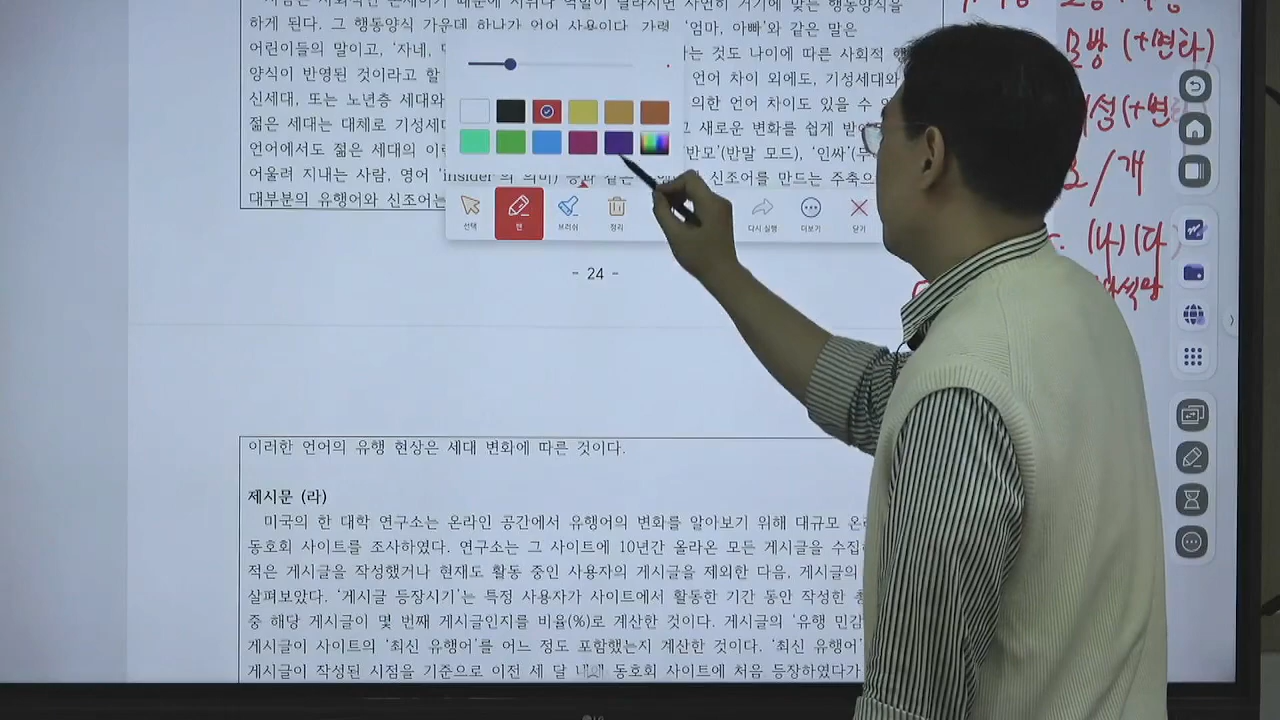 하게 된다. 그 행동양식 가운데 하나가 언어 사용이다. 가령 '엄마, 아빠'와 같은 말은
어린이들의 말이고, '자네,
는 것도 나이에 따른 사회적
양식이 반영된 것이라고 할
언어 차이 외에도, 기성세대와
신세대, 또는 노년층 세대와
의한 언어 차이도 있을 수
젊은 세대는 대체로 기성세대
새로운 변화를 쉽게
언어에서도 젊은 세대의
반모'(반말 모드), '인싸'
어울려 지내는 사람, 영어 'insider'의 의미) 등과 같은
신조어를 만드는 주축으
대부분의 유행어와 신조어는
선택
펜
브러쉬
정리
다시 실행
더보기
닫기
- 24 -
모방 (+변화)
(+변
/ 개
(나) (다
이러한 언어의 유행 현상은 세대 변화에 따른 것이다.
제시문 (라)
미국의 한 대학 연구소는 온라인 공간에서 유행어의 변화를 알아보기 위해 대규모
동호회 사이트를 조사하였다. 연구소는 그 사이트에 10년간 올라온 모든 게시글을
적은 게시글을 작성했거나 현재도 활동 중인 사용자의 게시글을 제외한 다음, 게시글의
살펴보았다. '게시글 등장시기'는 특정 사용자가 사이트에서 활동한 기간 동안 작성한
중 해당 게시글이 몇 번째 게시글인지를 비율(%)로 계산한 것이다. 게시글의 '유행
게시글이 사이트의 '최신 유행어'를 어느 정도 포함했는지 계산한 것이다. '최신 유행어'
게시글이 작성된 시점을 기준으로 이전 세 달 내에 동호회 사이트에 처음 등장하였다가
LG